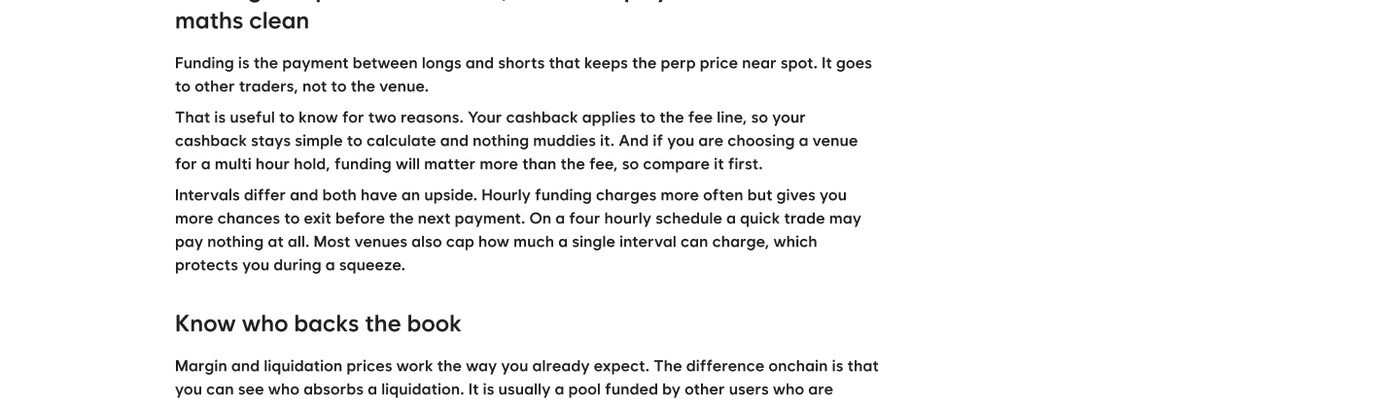 maths clean
Funding is the payment between longs and shorts that keeps the perp price near spot. It goes
to other traders, not to the venue.
That is useful to know for two reasons. Your cashback applies to the fee line, so your
cashback stays simple to calculate and nothing muddies it. And if you are choosing a venue
for a multi hour hold, funding will matter more than the fee, so compare it first.
Intervals differ and both have an upside. Hourly funding charges more often but gives you
more chances to exit before the next payment. On a four hourly schedule a quick trade may
pay nothing at all. Most venues also cap how much a single interval can charge, which
protects you during a squeeze.
Know who backs the book
Margin and liquidation prices work the way you already expect. The difference onchain is that
you can see who absorbs a liquidation. It is usually a pool funded by other users who are